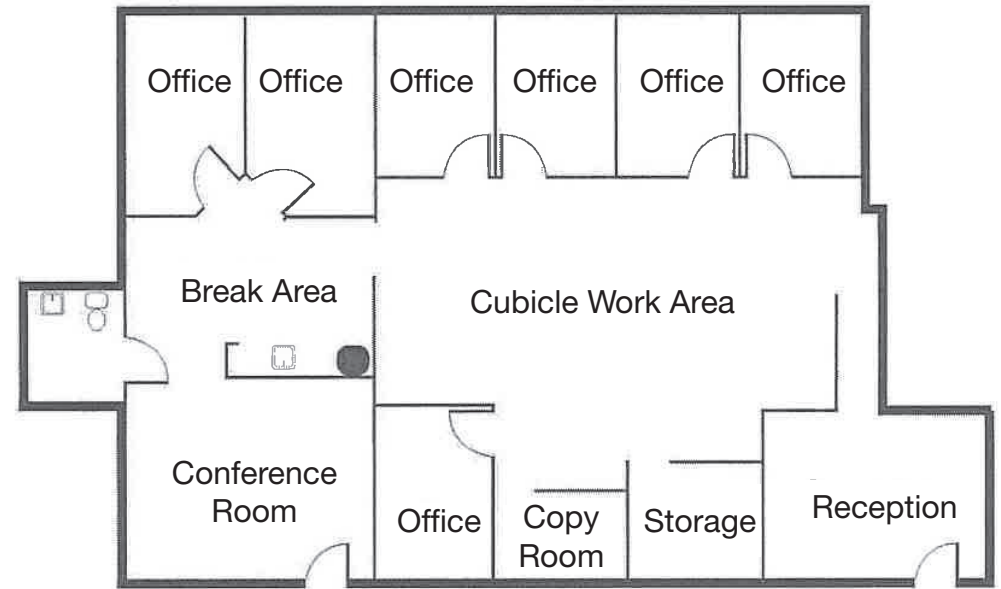 Office Office Office Office Office Office
Break Area
Cubicle Work Area
Conference
Room
Office
Copy
Room
Storage
Reception